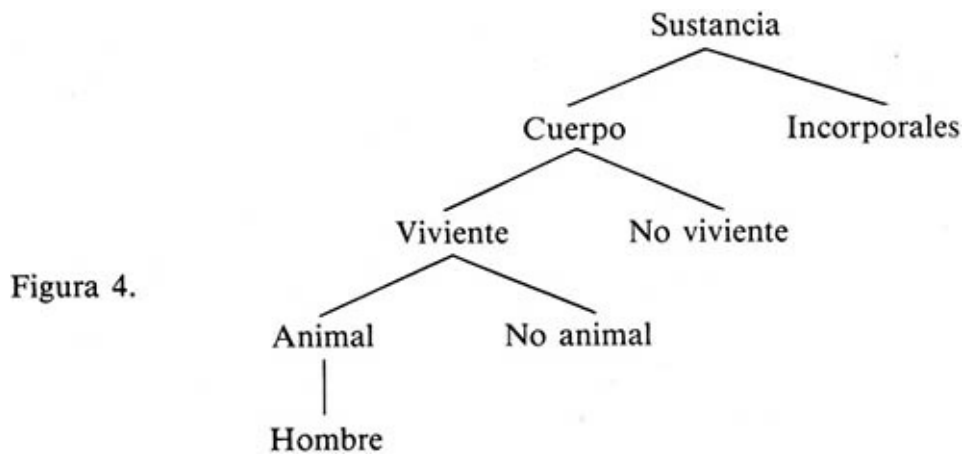 Sustancia
Cuerpo Incorporales
Viviente No viviente
Figura 4.
Animal No animal
Hombre